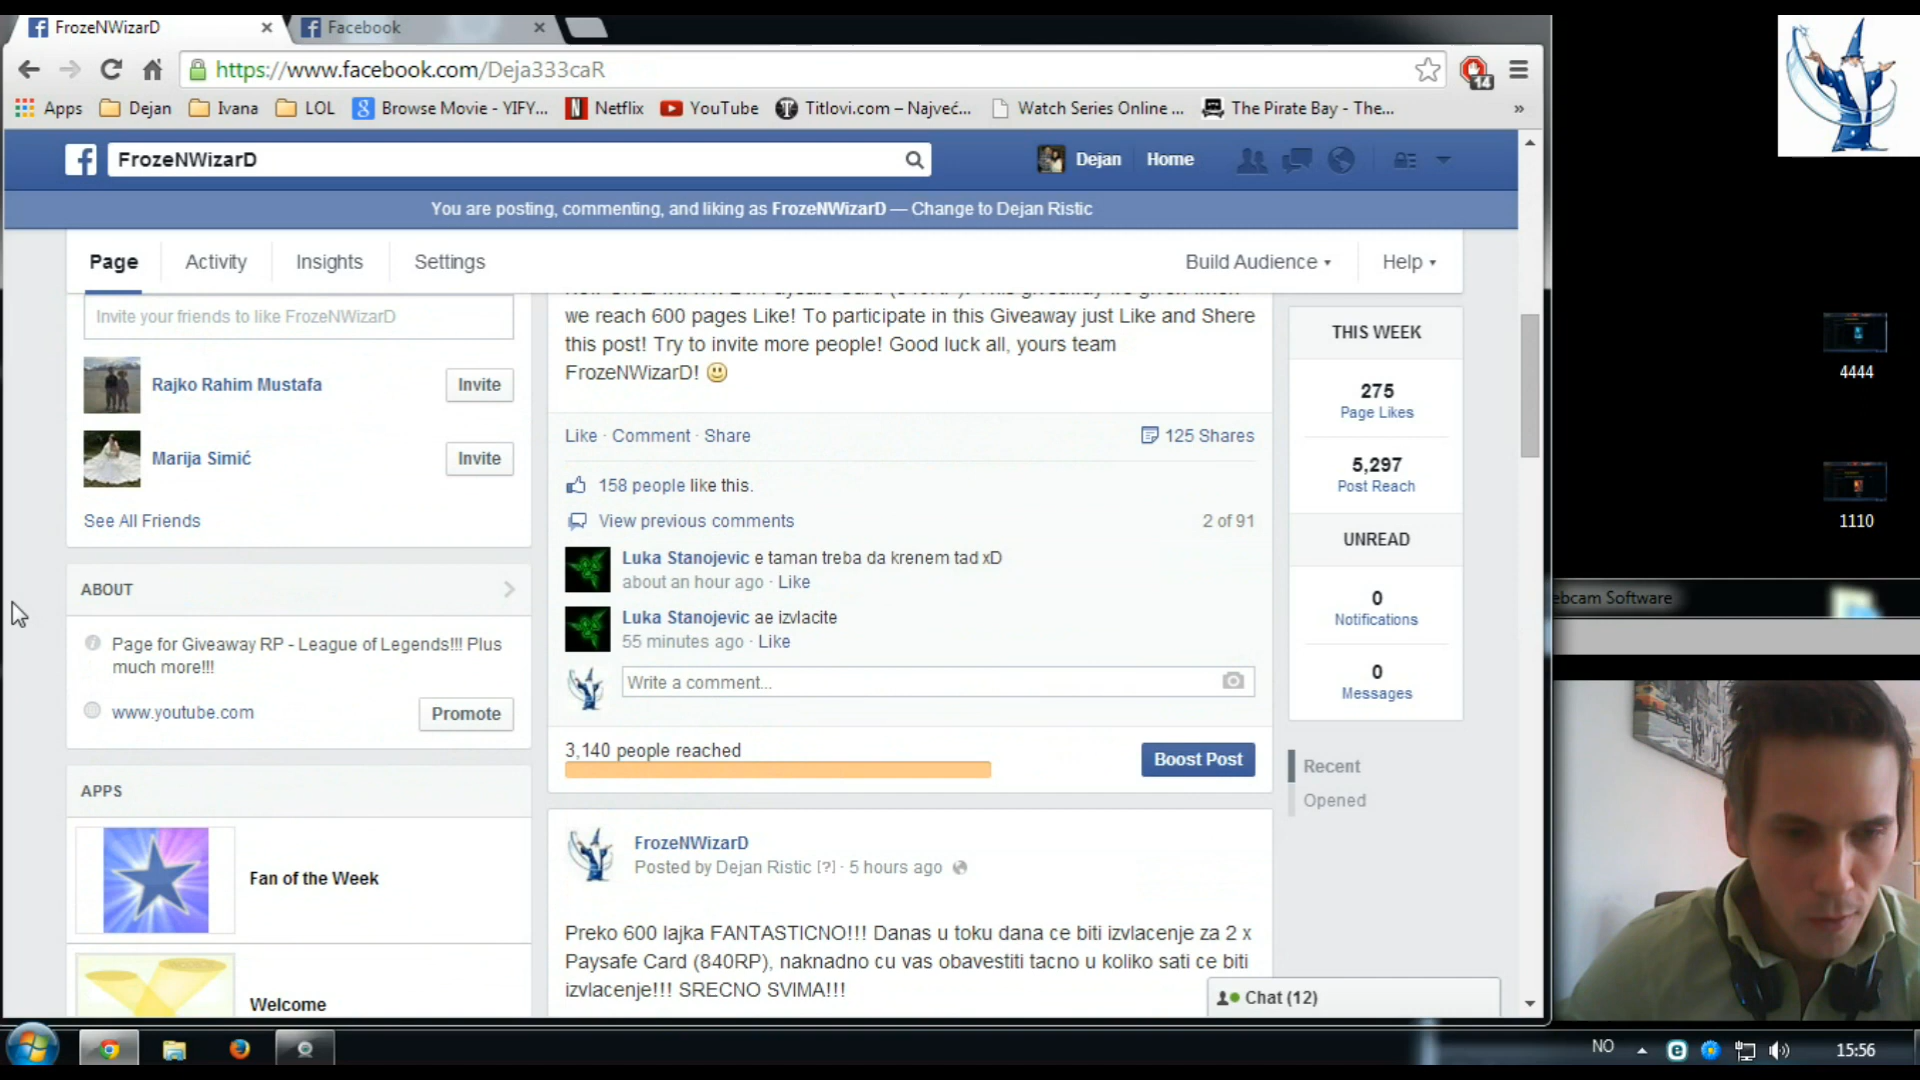 FrozeNWizarD
Facebook
https://www.facebook.com/Deja333caR
14
Apps
Dejan
Ivana
LOL
Browse Movie - YIFY...
Netflix
YouTube
Titlovi.com – Najveć...
Watch Series Online ...
The Pirate Bay - The...
»
FrozeNWizarD
Dejan
Home
You are posting, commenting, and liking as FrozeNWizarD — Change to Dejan Ristic
Page
Activity
Insights
Settings
Build Audience
Help
Invite your friends to like FrozeNWizarD
Rajko Rahim Mustafa
Invite
Marija Simić
Invite
See All Friends
ABOUT
Page for Giveaway RP - League of Legends!!! Plus
much more!!!
www.youtube.com
Promote
APPS
Fan of the Week
Welcome
we reach 600 pages Like! To participate in this Giveaway just Like and Shere
this post! Try to invite more people! Good luck all, yours team
FrozeNWizarD!
Like · Comment · Share
125 Shares
158 people like this.
View previous comments
2 of 91
Luka Stanojevic e taman treba da krenem tad xD
about an hour ago · Like
Luka Stanojevic ae izvlacite
55 minutes ago · Like
Write a comment...
3,140 people reached
Boost Post
FrozeNWizarD
Posted by Dejan Ristic [?] · 5 hours ago
Preko 600 lajka FANTASTICNO!!! Danas u toku dana ce biti izvlacenje za 2 x
Paysafe Card (840RP), naknadno cu vas obavestiti tacno u koliko sati ce biti
izvlacenje!!! SRECNO SVIMA!!!
THIS WEEK
275
Page Likes
5,297
Post Reach
UNREAD
0
Notifications
0
Messages
Recent
Opened
Chat (12)
4444
1110
ebcam Software
NO
15:56